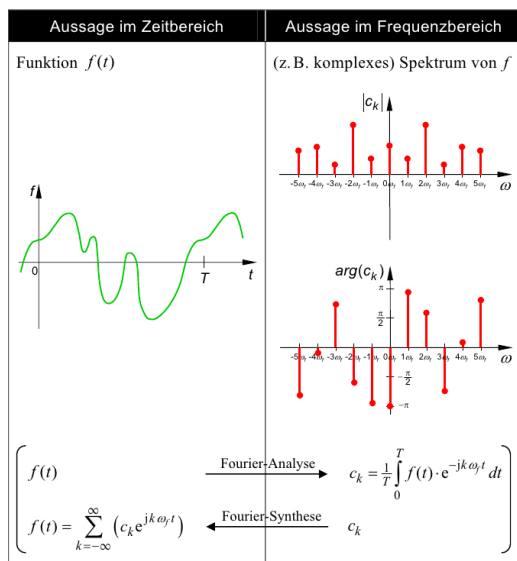 Aussage im Zeitbereich
Aussage im Frequenzbereich
Funktion f(t)
(z. B. komplexes) Spektrum von f
|c_k|
-5ω_f -4ω_f -3ω_f -2ω_f -1ω_f 0ω_f 1ω_f 2ω_f 3ω_f 4ω_f 5ω_f
ω
f
0
T
t
arg(c_k)
π
π/2
-5ω_f -4ω_f -3ω_f -2ω_f -1ω_f 0ω_f 1ω_f 2ω_f 3ω_f 4ω_f 5ω_f
ω
−π/2
−π
f(t)
Fourier-Analyse
c_k = 1/T ∫_0^T f(t) · e^{−jkω_f t} dt
f(t) = ∑_{k=−∞}^{∞} (c_k e^{jkω_f t})
Fourier-Synthese
c_k